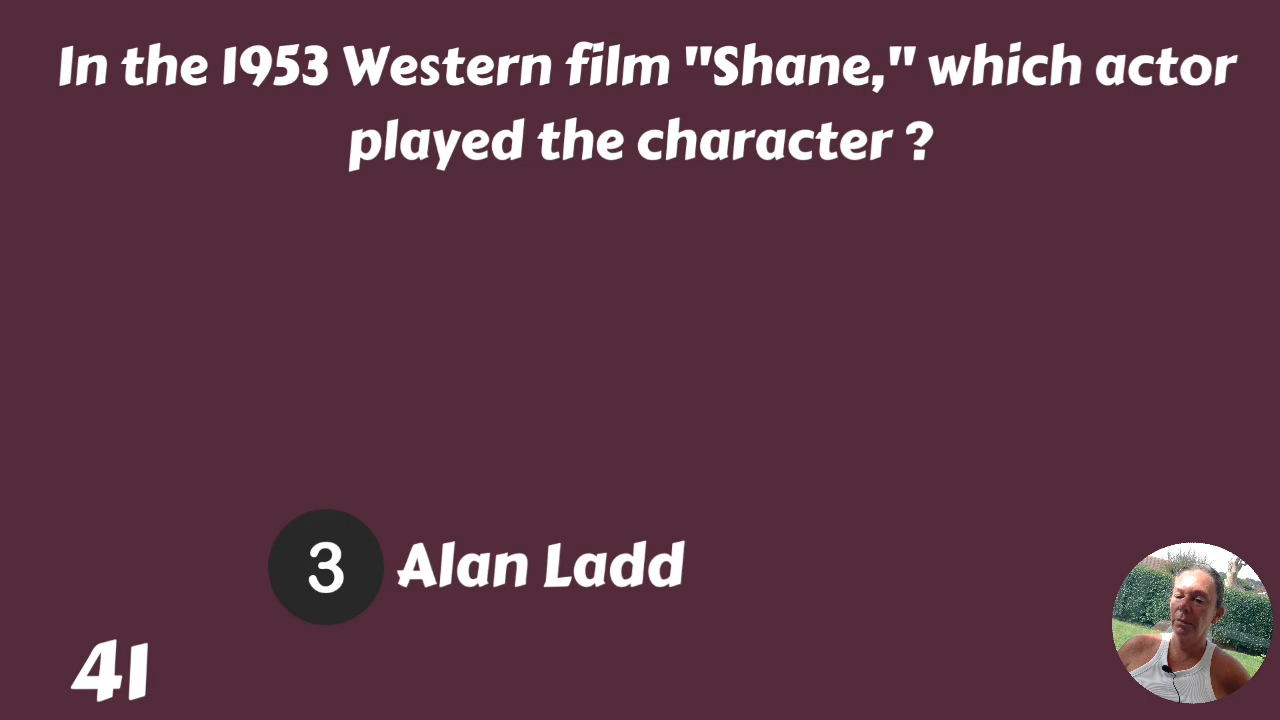 In the 1953 Western film "Shane," which actor
played the character ?
3 Alan Ladd
41